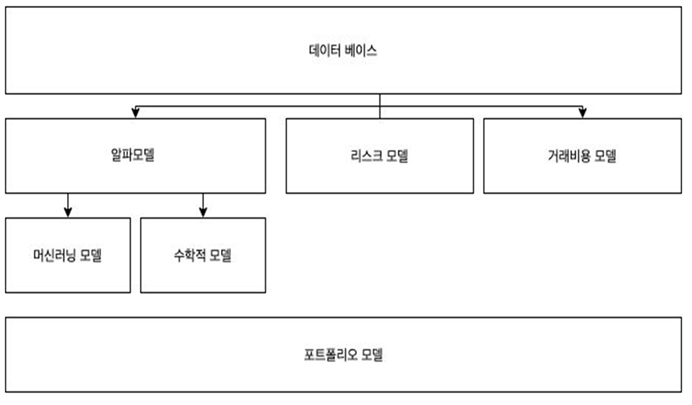 데이터 베이스
알파모델
리스크 모델
거래비용 모델
머신러닝 모델
수학적 모델
포트폴리오 모델